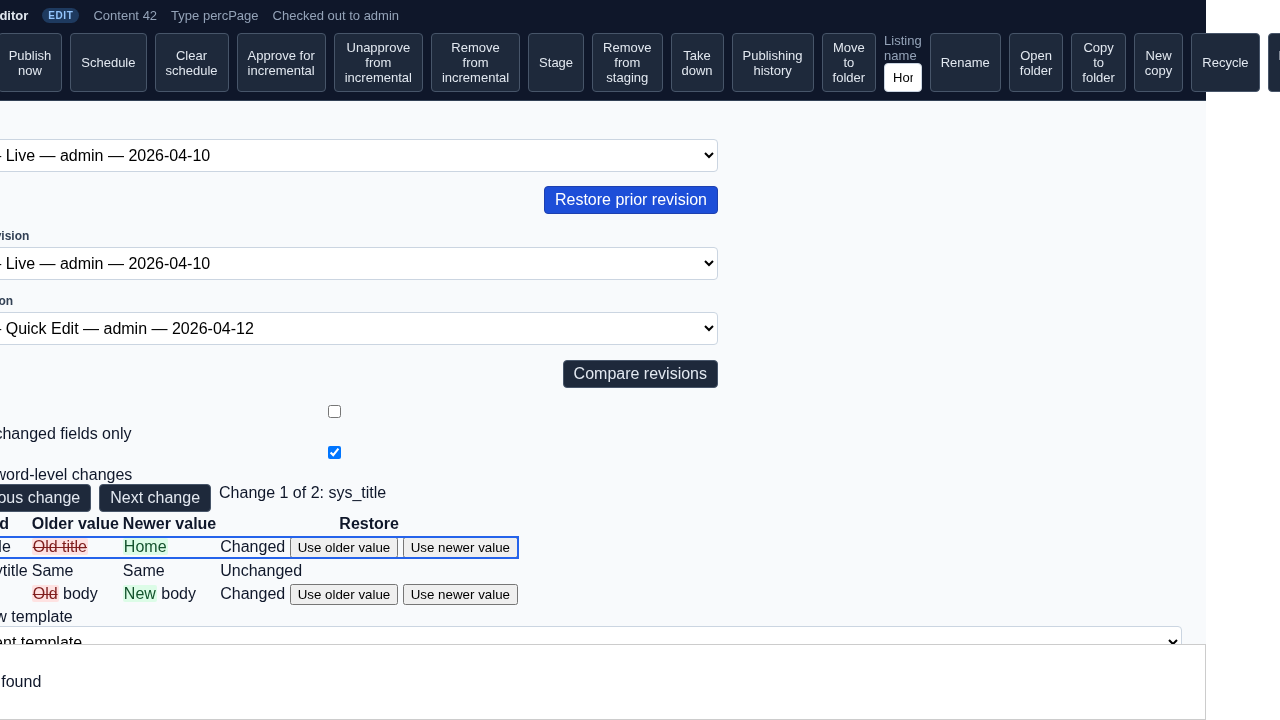 ditor EDIT Content 42 Type percPage Checked out to admin
Publish now
Schedule
Clear schedule
Approve for incremental
Unapprove from incremental
Remove from incremental
Stage
Remove from staging
Take down
Publishing history
Move to folder
Listing name
Hor
Rename
Open folder
Copy to folder
New copy
Recycle
- Live — admin — 2026-04-10
Restore prior revision
vision
- Live — admin — 2026-04-10
on
- Quick Edit — admin — 2026-04-12
Compare revisions
changed fields only
word-level changes
ous change Next change Change 1 of 2: sys_title
d Older value Newer value Restore
le Old title Home Changed Use older value Use newer value
ytitle Same Same Unchanged
Old body New body Changed Use older value Use newer value
w template
ent template
found